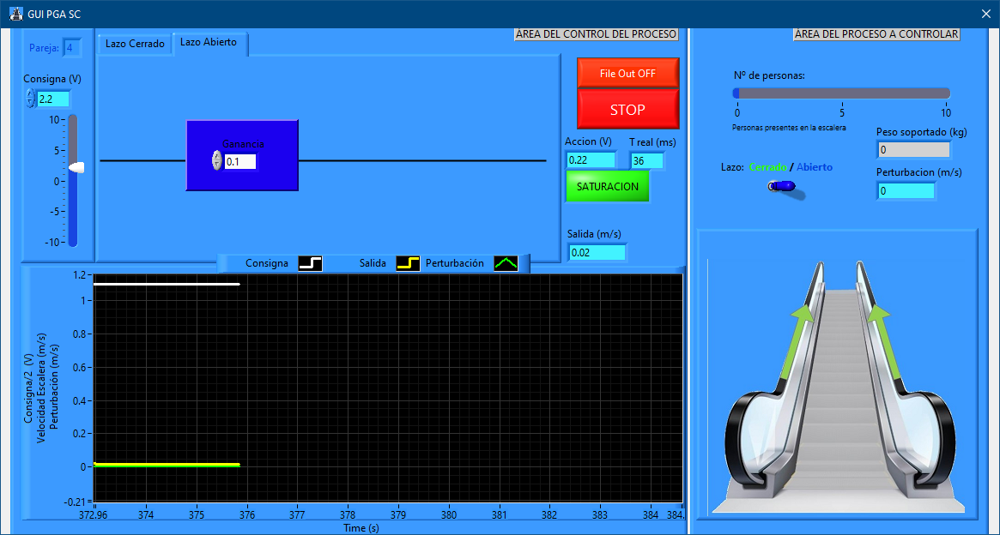 GUI PGA SC
Pareja: 4
Lazo Cerrado
Lazo Abierto
AREA DEL CONTROL DEL PROCESO
AREA DEL PROCESO A CONTROLAR
Consigna (V)
2.2
10
5
0
-5
-10
Ganancia
0.1
File Out OFF
STOP
Accion (V)
T real (ms)
0.22
36
SATURACION
Salida (m/s)
0.02
Nº de personas:
0 5 10
Personas presentes en la escalera
Peso soportado (kg)
0
Lazo: Cerrado / Abierto
Perturbacion (m/s)
0
Consigna
Salida
Perturbación
Consigna/2 (V)
Velocidad Escalera (m/s)
Perturbación (m/s)
1.2
1
0.8
0.6
0.4
0.2
0
-0.21
372.96 374 375 376 377 378 379 380 381 382 383 384 384.
Time (s)